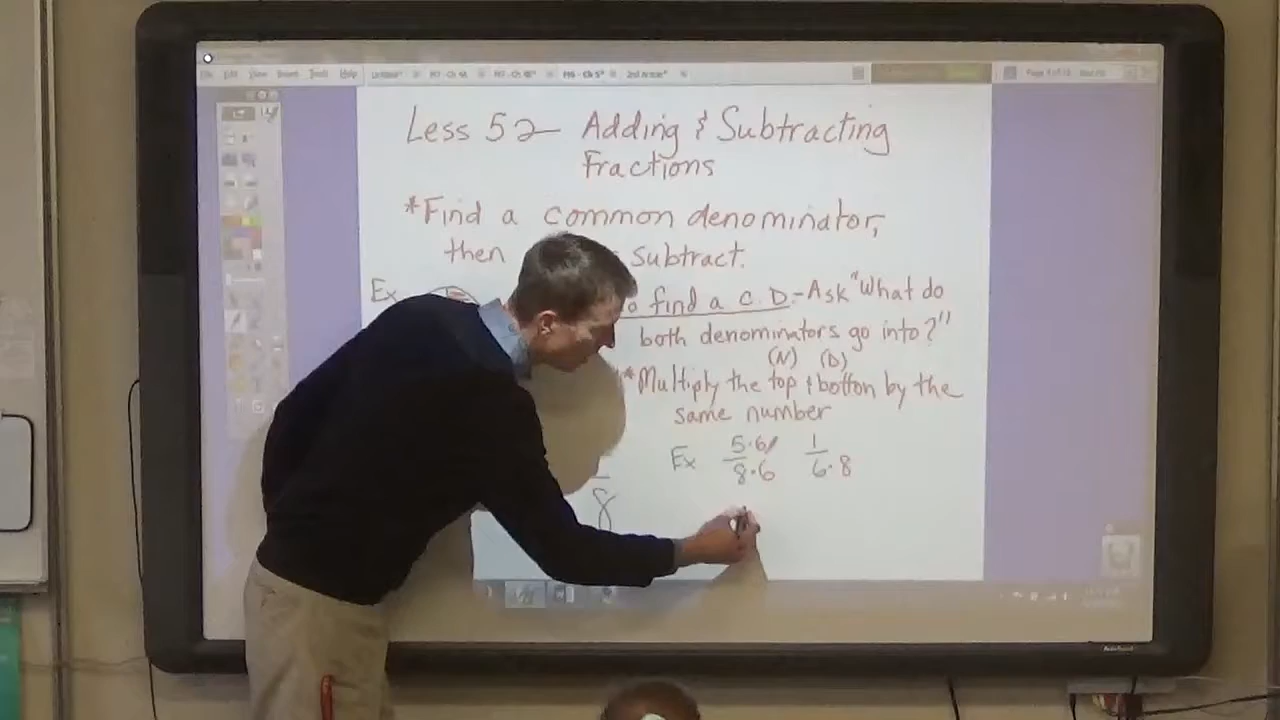 Less 52 Adding & Subtracting
Fractions
*Find a common denominator,
then subtract.
Ex
find a C.D.-Ask "What do
both denominators go into?"
(N) (D)
*Multiply the top & botton by the
same number
Ex 5·6 1
8·6 6·8
8